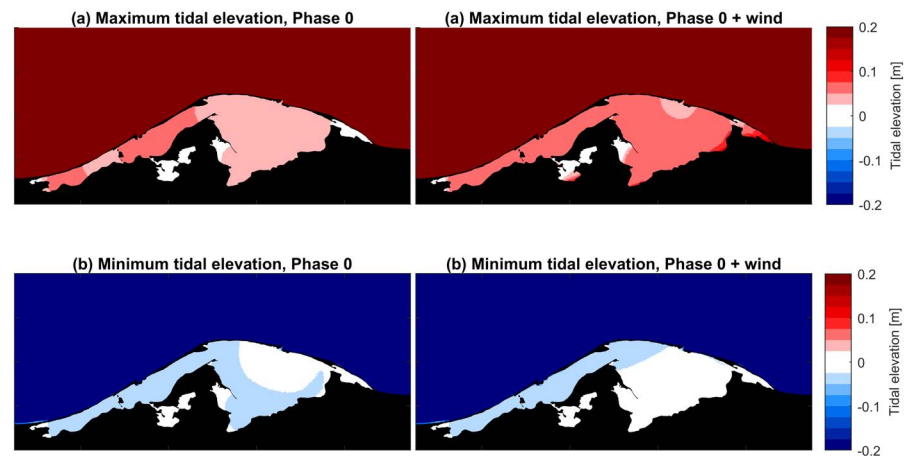 (a) Maximum tidal elevation, Phase 0
(a) Maximum tidal elevation, Phase 0 + wind
0.2
0.1
0
-0.1
-0.2
Tidal elevation [m]
(b) Minimum tidal elevation, Phase 0
(b) Minimum tidal elevation, Phase 0 + wind
0.2
0.1
0
-0.1
-0.2
Tidal elevation [m]